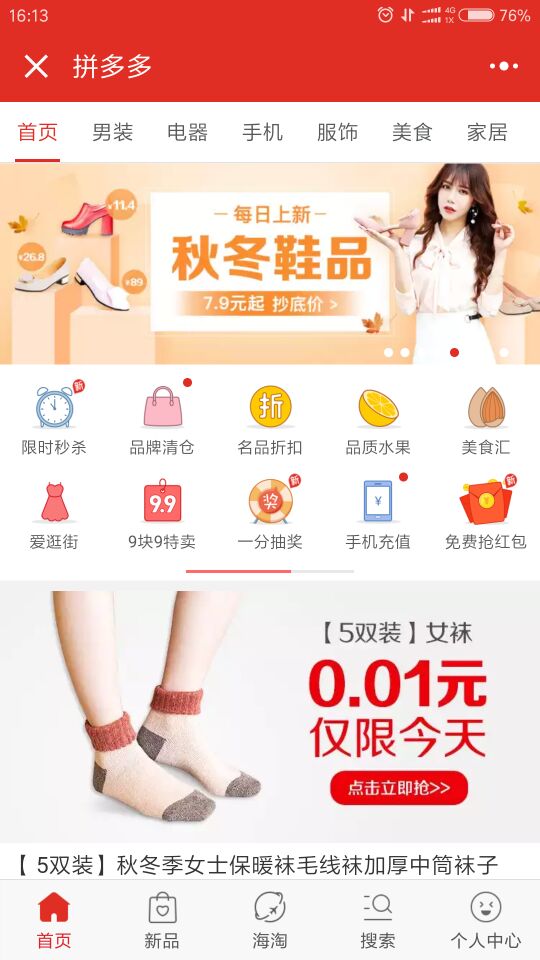 16:13
4G
1X
76%
拼多多
首页 男装 电器 手机 服饰 美食 家居
每日上新
秋冬鞋品
7.9元起 抄底价 >
¥11.4
¥26.8
¥89
新
折
限时秒杀 品牌清仓 名品折扣 品质水果 美食汇
9.9
奖
新
¥
新
爱逛街 9块9特卖 一分抽奖 手机充值 免费抢红包
【5双装】女袜
0.01元
仅限今天
点击立即抢>>
【 5双装】秋冬季女士保暖袜毛线袜加厚中筒袜子
首页 新品 海淘 搜索 个人中心